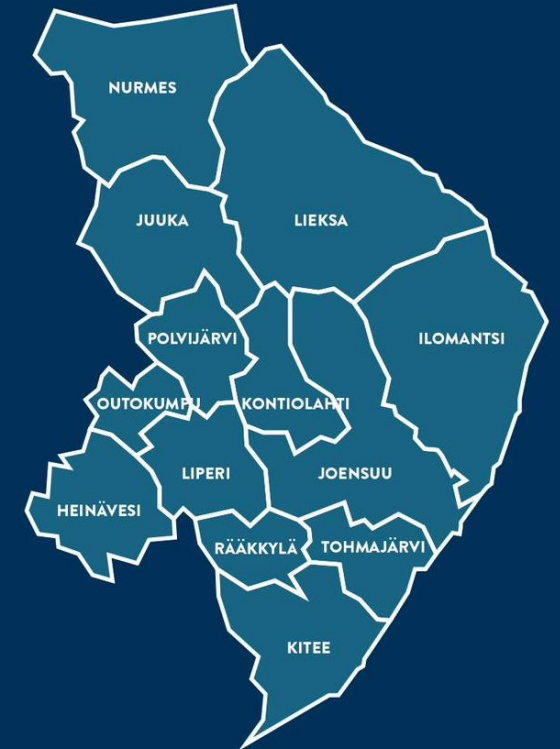 NURMES
JUUKA
LIEKSA
POLVIJÄRVI
ILOMANTSI
OUTOKUMPU
KONTIOLAHTI
LIPERI
JOENSUU
HEINÄVESI
RÄÄKKYLÄ
TOHMAJÄRVI
KITEE